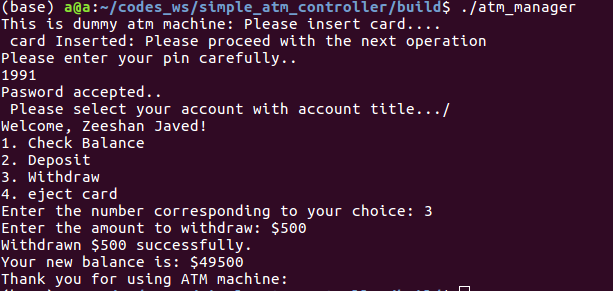 (base) a@a:~/codes_ws/simple_atm_controller/build$ ./atm_manager
This is dummy atm machine: Please insert card....
 card Inserted: Please proceed with the next operation
Please enter your pin carefully..
1991
Pasword accepted..
 Please select your account with account title.../
Welcome, Zeeshan Javed!
1. Check Balance
2. Deposit
3. Withdraw
4. eject card
Enter the number corresponding to your choice: 3
Enter the amount to withdraw: $500
Withdrawn $500 successfully.
Your new balance is: $49500
Thank you for using ATM machine: